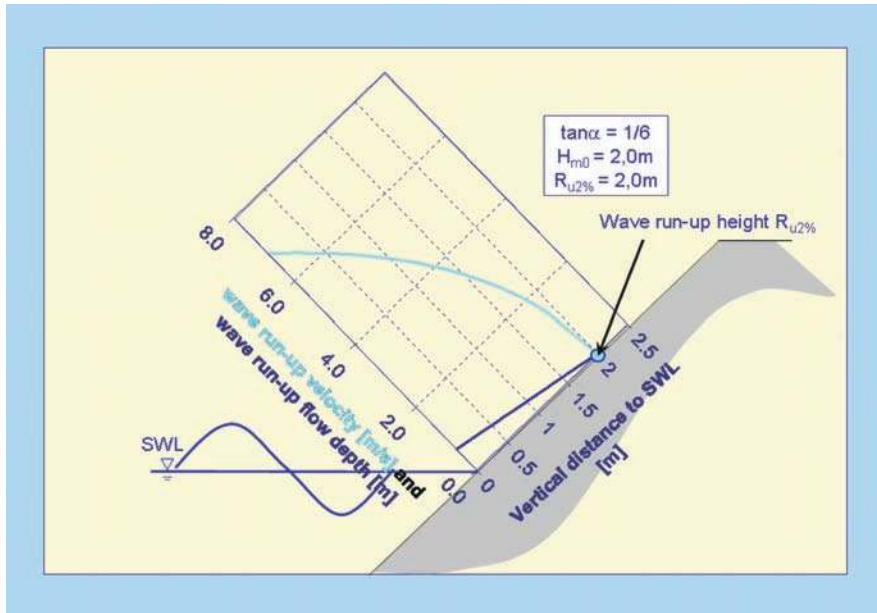 tanα = 1/6
Hm0 = 2,0m
Ru2% = 2,0m
Wave run-up height Ru2%
8.0
6.0
4.0
2.0
0.0
wave run-up velocity [m/s] and
wave run-up flow depth [m]
SWL
0
0.5
1
1.5
2
2.5
Vertical distance to SWL
[m]